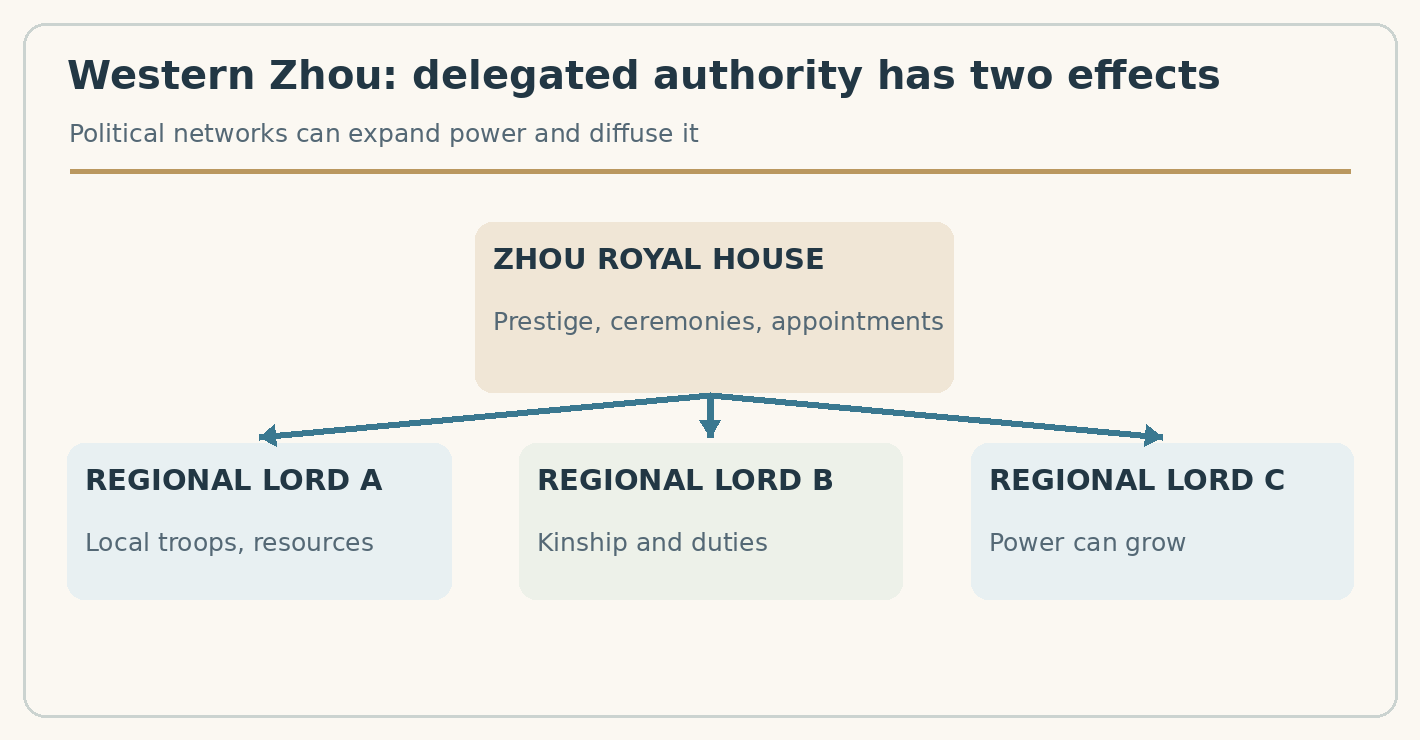 Western Zhou: delegated authority has two effects
Political networks can expand power and diffuse it
ZHOU ROYAL HOUSE
Prestige, ceremonies, appointments
REGIONAL LORD A
Local troops, resources
REGIONAL LORD B
Kinship and duties
REGIONAL LORD C
Power can grow